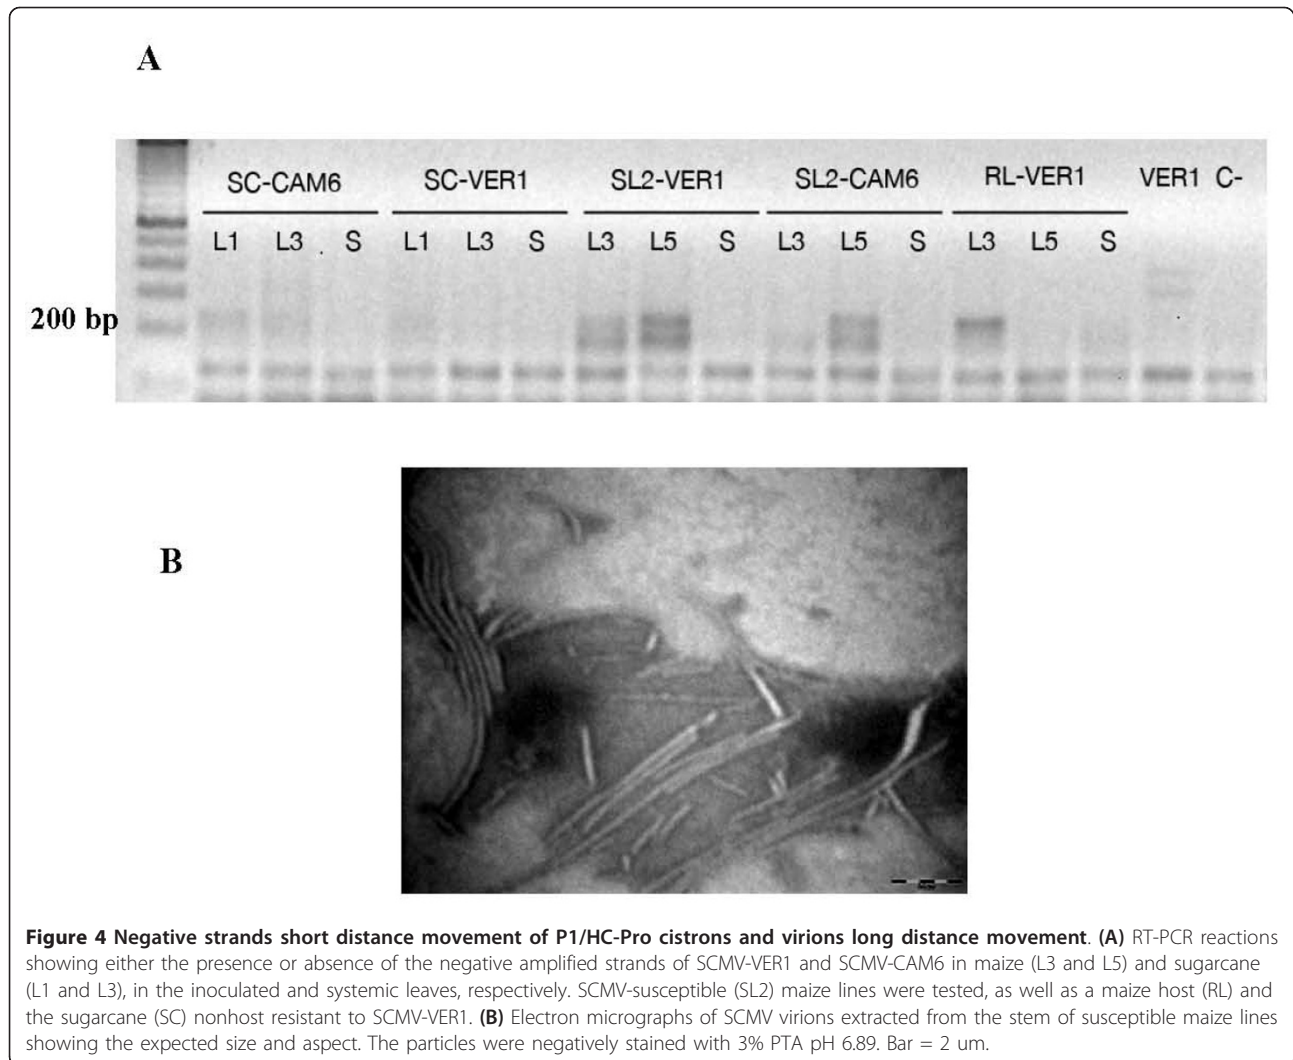 A
SC-CAM6 SC-VER1 SL2-VER1 SL2-CAM6 RL-VER1 VER1 C-
L1 L3 S L1 L3 S L3 L5 S L3 L5 S L3 L5 S
200 bp
B
Figure 4 Negative strands short distance movement of P1/HC-Pro cistrons and virions long distance movement. (A) RT-PCR reactions
showing either the presence or absence of the negative amplified strands of SCMV-VER1 and SCMV-CAM6 in maize (L3 and L5) and sugarcane
(L1 and L3), in the inoculated and systemic leaves, respectively. SCMV-susceptible (SL2) maize lines were tested, as well as a maize host (RL) and
the sugarcane (SC) nonhost resistant to SCMV-VER1. (B) Electron micrographs of SCMV virions extracted from the stem of susceptible maize lines
showing the expected size and aspect. The particles were negatively stained with 3% PTA pH 6.89. Bar = 2 um.